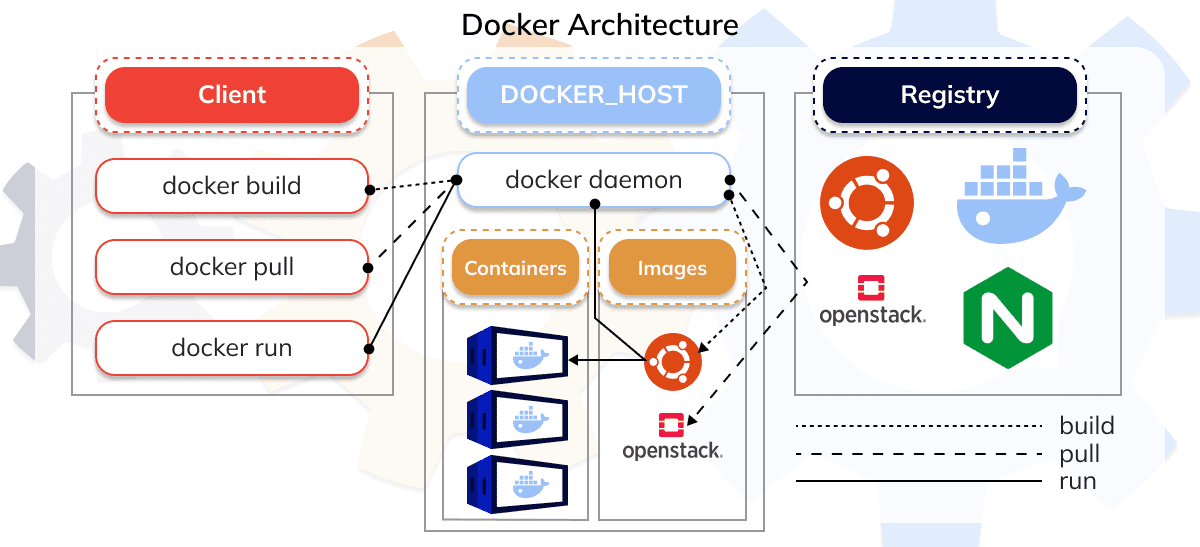 Docker Architecture
Client
docker build
docker pull
docker run
DOCKER_HOST
docker daemon
Containers
Images
openstack.
Registry
openstack.
build
pull
run